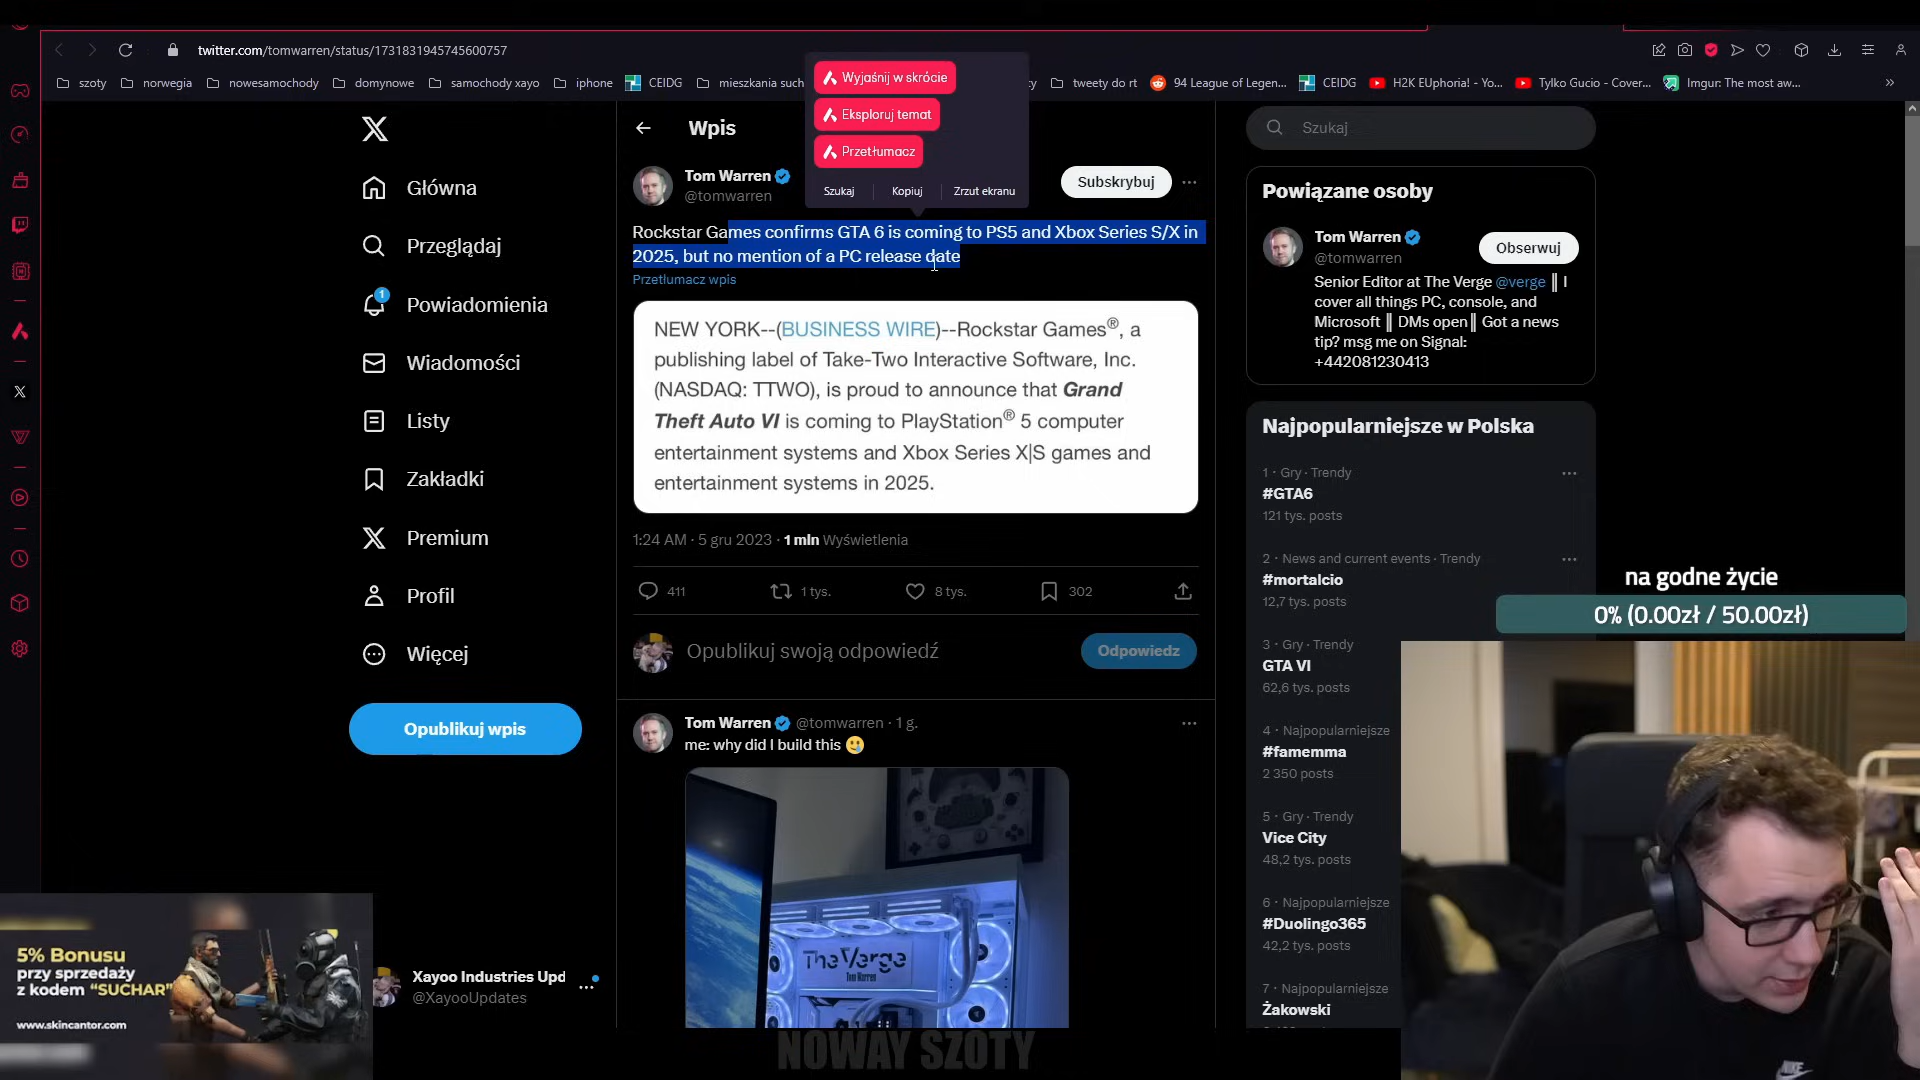 twitter.com/tomwarren/status/1731831945745600757
szoty
norwegia
nowesamochody
domynowe
samochody xayo
iphone
CEIDG
mieszkania such
tweety do rt
94 League of Legen...
CEIDG
H2K EUphoria! - Yo...
Tylko Gucio - Cover...
Imgur: The most aw...
Wyjaśnij w skrócie
Eksploruj temat
Przetłumacz
Szukaj
Kopiuj
Zrzut ekranu
Główna
Przeglądaj
1
Powiadomienia
Wiadomości
Listy
Zakładki
Premium
Profil
Więcej
Opublikuj wpis
Xayoo Industries Upd
@XayooUpdates
Wpis
Tom Warren
@tomwarren
Subskrybuj
Rockstar Games confirms GTA 6 is coming to PS5 and Xbox Series S/X in
2025, but no mention of a PC release date
Przetłumacz wpis
NEW YORK--(BUSINESS WIRE)--Rockstar Games®, a
publishing label of Take-Two Interactive Software, Inc.
(NASDAQ: TTWO), is proud to announce that Grand
Theft Auto VI is coming to PlayStation® 5 computer
entertainment systems and Xbox Series X|S games and
entertainment systems in 2025.
1:24 AM · 5 gru 2023 · 1 mln Wyświetlenia
411
1 tys.
8 tys.
302
Opublikuj swoją odpowiedź
Odpowiedz
Tom Warren @tomwarren · 1 g.
me: why did I build this
TheVerge
Tom Warren
NOWAY SZOTY
Szukaj
Powiązane osoby
Tom Warren
@tomwarren
Obserwuj
Senior Editor at The Verge @verge ║ I
cover all things PC, console, and
Microsoft ║ DMs open║ Got a news
tip? msg me on Signal:
+442081230413
Najpopularniejsze w Polska
1 · Gry · Trendy
#GTA6
121 tys. posts
2 · News and current events · Trendy
#mortalcio
12,7 tys. posts
3 · Gry · Trendy
GTA VI
62,6 tys. posts
4 · Najpopularniejsze
#famemma
2 350 posts
5 · Gry · Trendy
Vice City
48,2 tys. posts
6 · Najpopularniejsze
#Duolingo365
42,2 tys. posts
7 · Najpopularniejsze
Żakowski
na godne życie
0% (0.00zł / 50.00zł)
5% Bonusu
przy sprzedaży
z kodem “SUCHAR”
www.skincantor.com